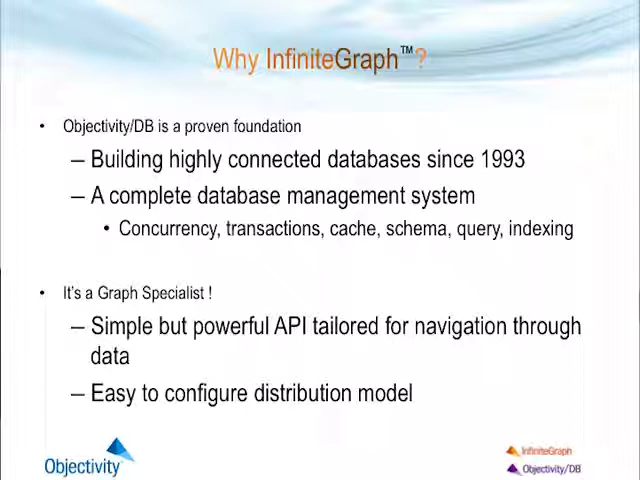 Why InfiniteGraph™?
• Objectivity/DB is a proven foundation
– Building highly connected databases since 1993
– A complete database management system
• Concurrency, transactions, cache, schema, query, indexing
• It's a Graph Specialist !
– Simple but powerful API tailored for navigation through
data
– Easy to configure distribution model
Objectivity
InfiniteGraph
Objectivity/DB